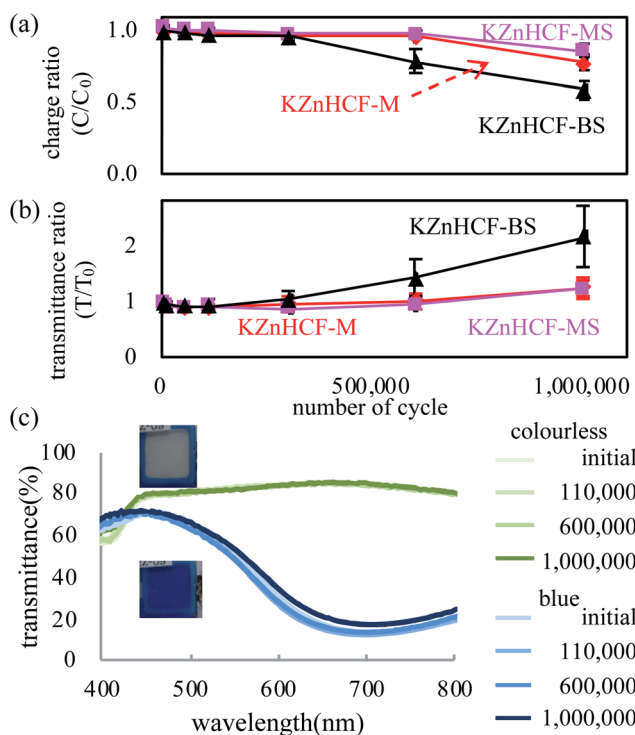 (a)
charge ratio
(C/C₀)
1.0
0.5
0.0
KZnHCF-MS
KZnHCF-M
KZnHCF-BS
(b)
transmittance ratio
(T/T₀)
2
1
0
KZnHCF-BS
KZnHCF-M
KZnHCF-MS
0
500,000
1,000,000
number of cycle
(c)
transmittance(%)
100
80
60
40
20
0
400
500
600
700
800
wavelength(nm)
colourless
initial
110,000
600,000
1,000,000
blue
initial
110,000
600,000
1,000,000